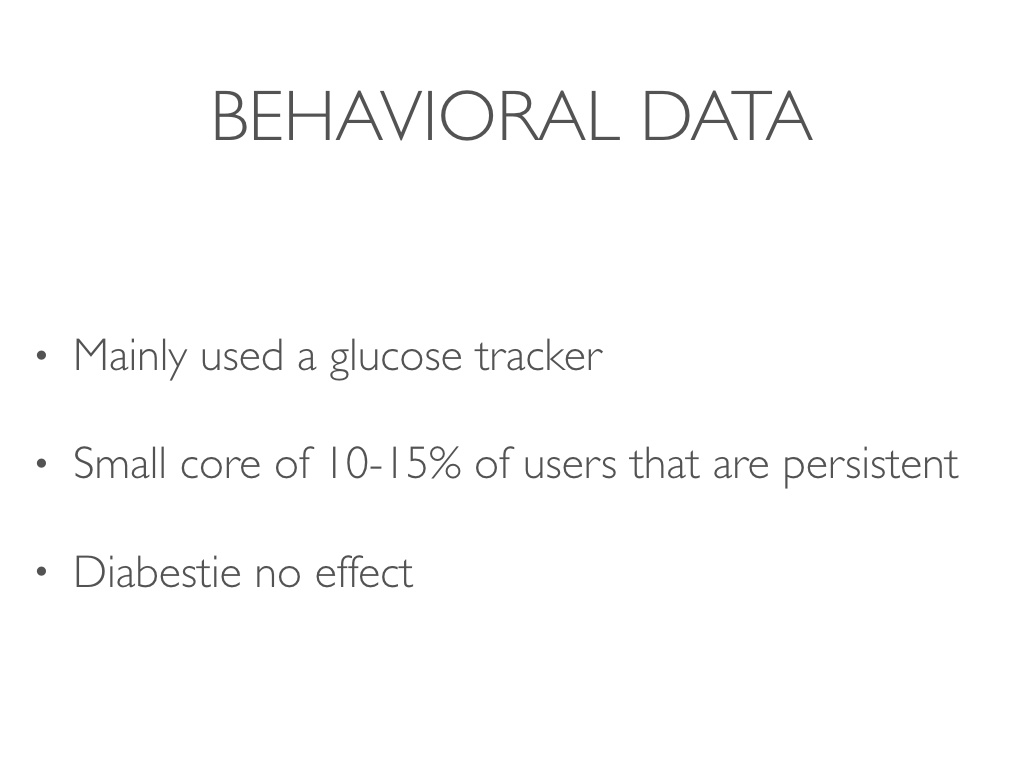 BEHAVIORAL DATA
• Mainly used a glucose tracker
• Small core of 10-15% of users that are persistent
• Diabestie no effect